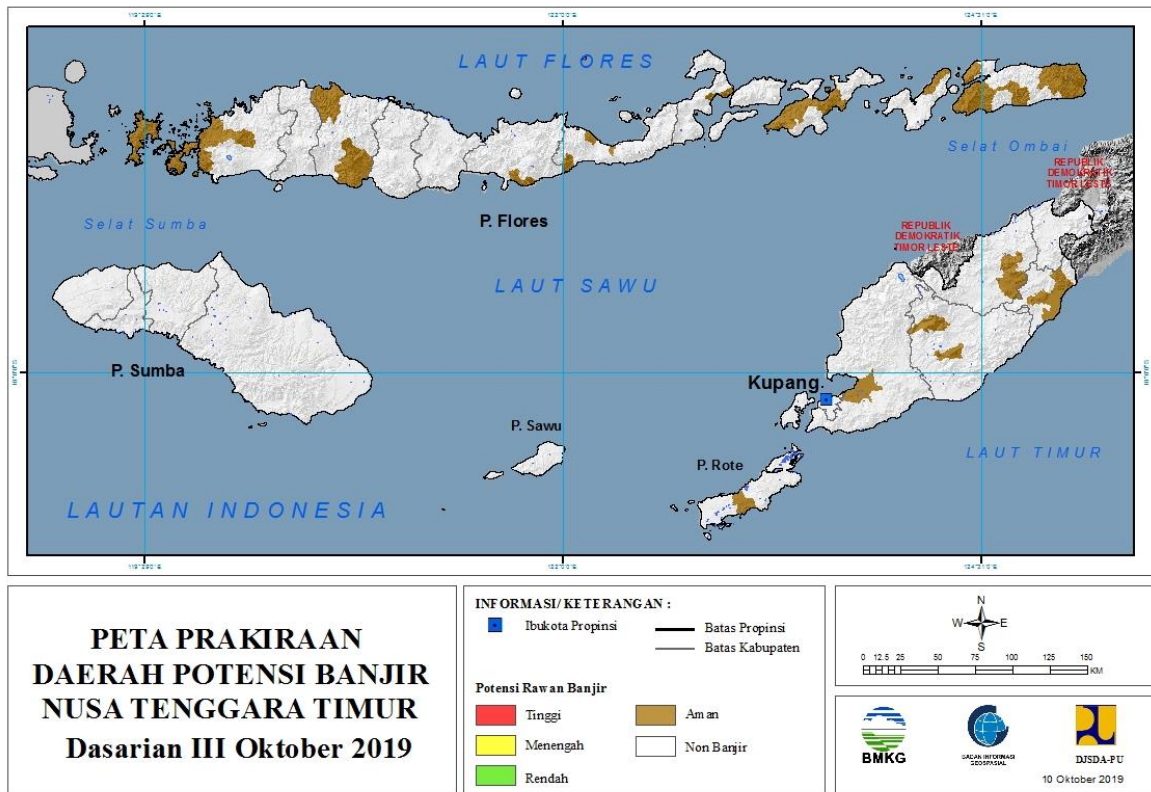 LAUT FLORES
Selat Ombai
REPUBLIK
DEMOKRATIK
TIMOR LESTE
P. Flores
Selat Sumba
REPUBLIK
DEMOKRATIK
TIMOR LESTE
LAUT SAWU
P. Sumba
Kupang.
P. Sawu
LAUT TIMUR
P. Rote
LAUTAN INDONESIA
PETA PRAKIRAAN
DAERAH POTENSI BANJIR
NUSA TENGGARA TIMUR
Dasarian III Oktober 2019
INFORMASI/ KETERANGAN :
Ibukota Propinsi
Batas Propinsi
Batas Kabupaten
Potensi Rawan Banjir
Tinggi
Aman
Menengah
Non Banjir
Rendah
N
W E
S
0 12.5 25 50 75 100 125 150
KM
BMKG
BADAN INFORMASI
GEOSPASIAL
DJSDA-PU
10 Oktober 2019